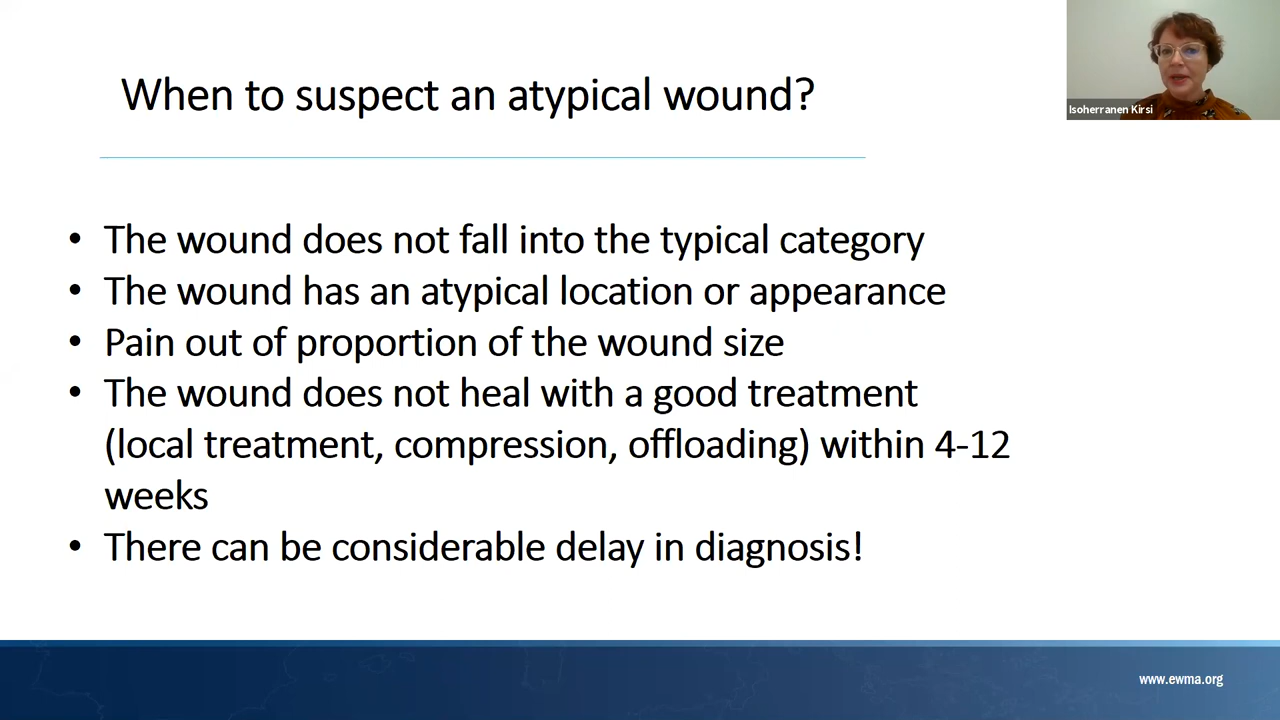 When to suspect an atypical wound?
Isoherranen Kirsi
• The wound does not fall into the typical category
• The wound has an atypical location or appearance
• Pain out of proportion of the wound size
• The wound does not heal with a good treatment
(local treatment, compression, offloading) within 4-12
weeks
• There can be considerable delay in diagnosis!
www.ewma.org